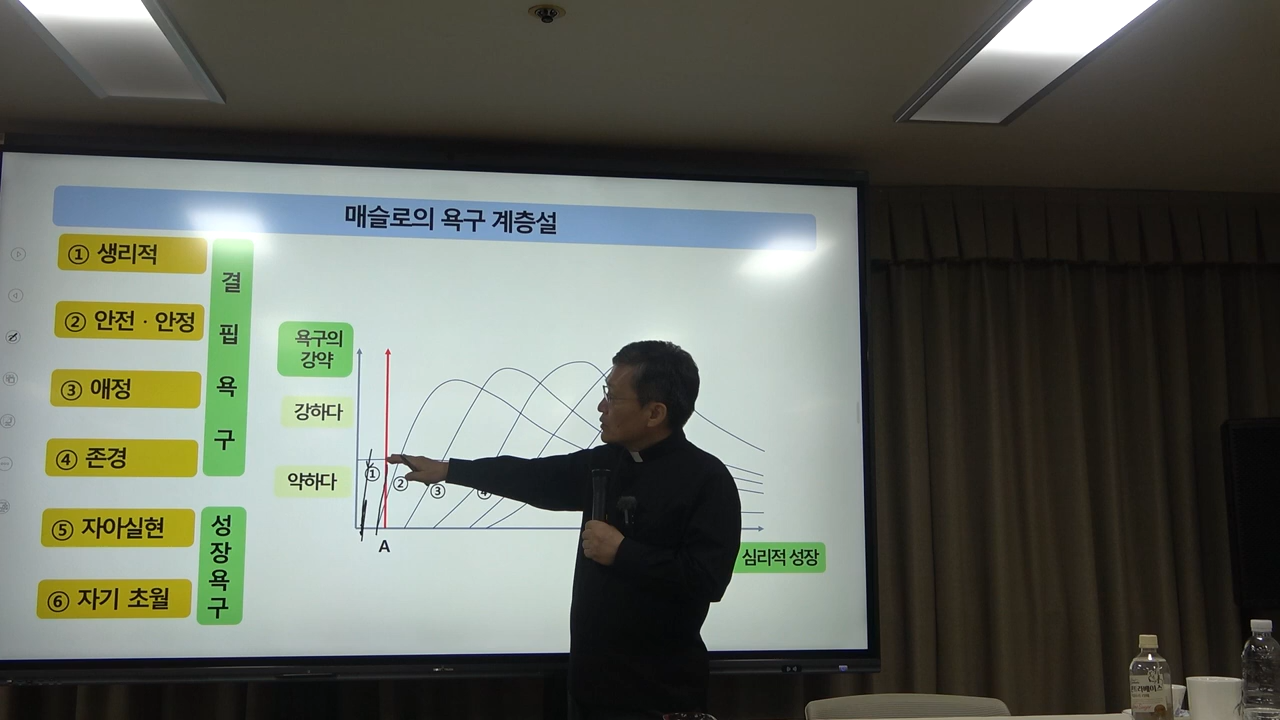 매슬로의 욕구 계층설
① 생리적
② 안전 · 안정
③ 애정
④ 존경
⑤ 자아실현
⑥ 자기 초월
결핍욕구
성장욕구
욕구의
강약
강하다
약하다
①
②
③
④
A
심리적 성장